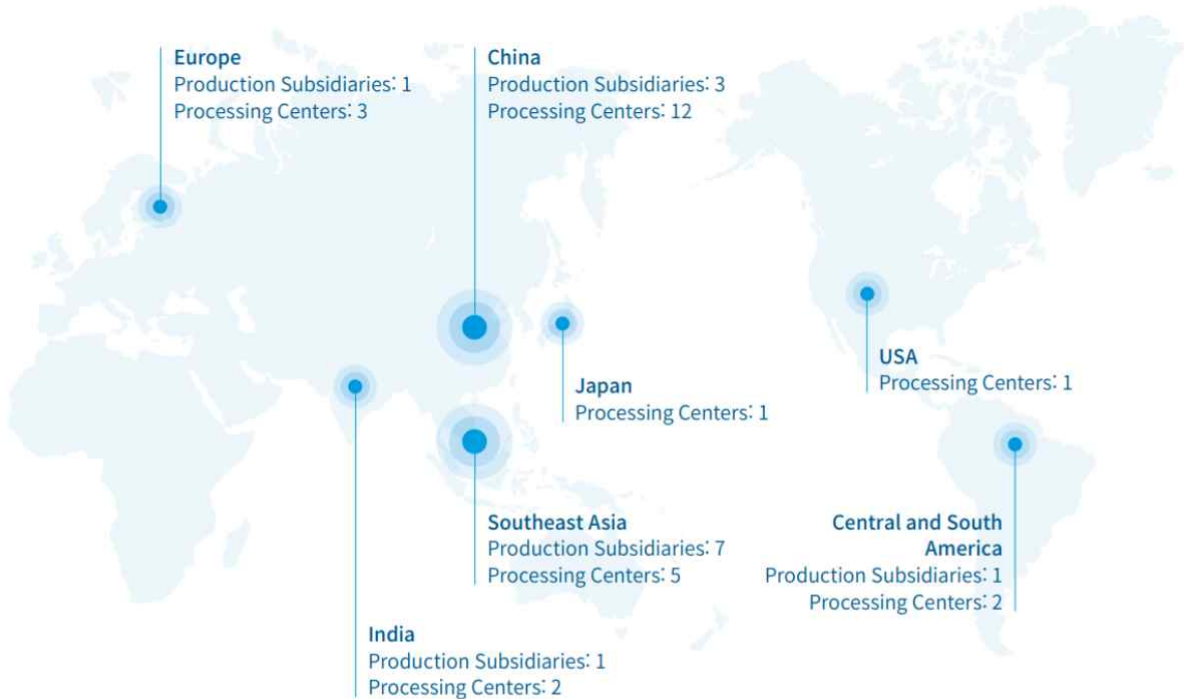 Europe
Production Subsidiaries: 1
Processing Centers: 3
China
Production Subsidiaries: 3
Processing Centers: 12
USA
Processing Centers: 1
Japan
Processing Centers: 1
Southeast Asia
Production Subsidiaries: 7
Processing Centers: 5
Central and South
America
Production Subsidiaries: 1
Processing Centers: 2
India
Production Subsidiaries: 1
Processing Centers: 2